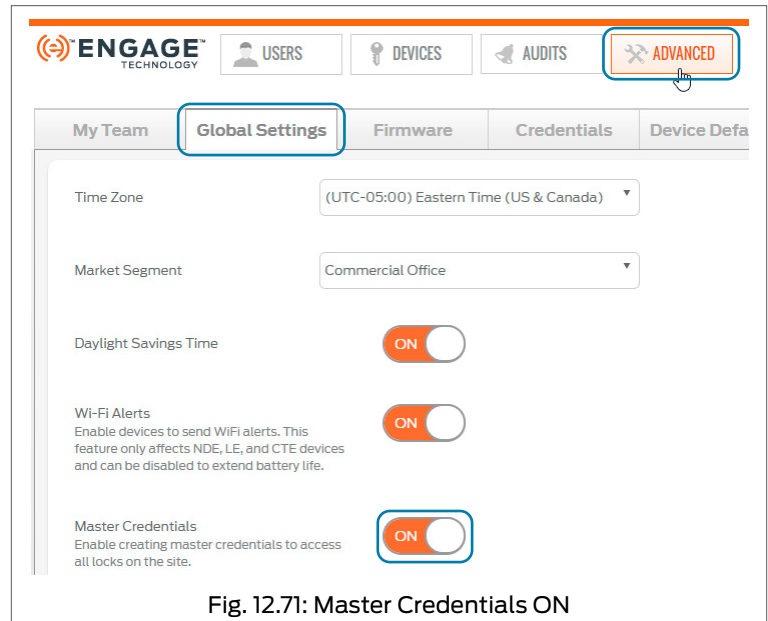 ENGAGE™
TECHNOLOGY
USERS
DEVICES
AUDITS
ADVANCED
My Team
Global Settings
Firmware
Credentials
Device Defa
Time Zone
(UTC-05:00) Eastern Time (US & Canada)
Market Segment
Commercial Office
Daylight Savings Time
ON
Wi-Fi Alerts
Enable devices to send WiFi alerts. This
feature only affects NDE, LE, and CTE devices
and can be disabled to extend battery life.
ON
Master Credentials
Enable creating master credentials to access
all locks on the site.
ON
Fig. 12.71: Master Credentials ON